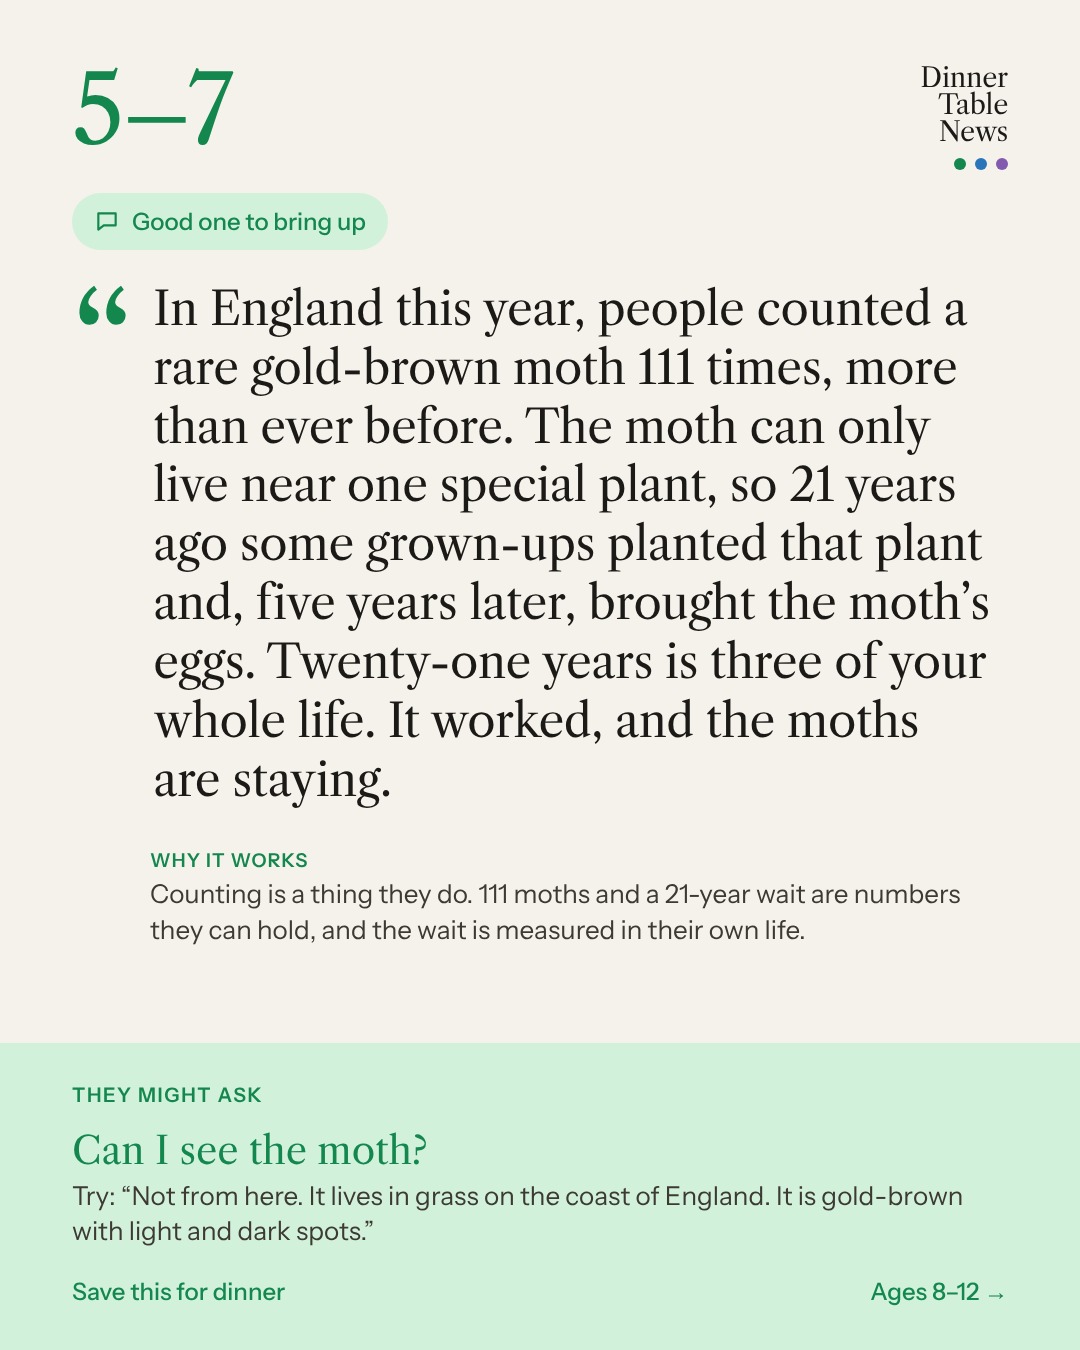 5–7
Dinner
Table
News
Good one to bring up
“In England this year, people counted a
rare gold-brown moth 111 times, more
than ever before. The moth can only
live near one special plant, so 21 years
ago some grown-ups planted that plant
and, five years later, brought the moth’s
eggs. Twenty-one years is three of your
whole life. It worked, and the moths
are staying.
WHY IT WORKS
Counting is a thing they do. 111 moths and a 21-year wait are numbers
they can hold, and the wait is measured in their own life.
THEY MIGHT ASK
Can I see the moth?
Try: “Not from here. It lives in grass on the coast of England. It is gold-brown
with light and dark spots.”
Save this for dinner
Ages 8–12 →